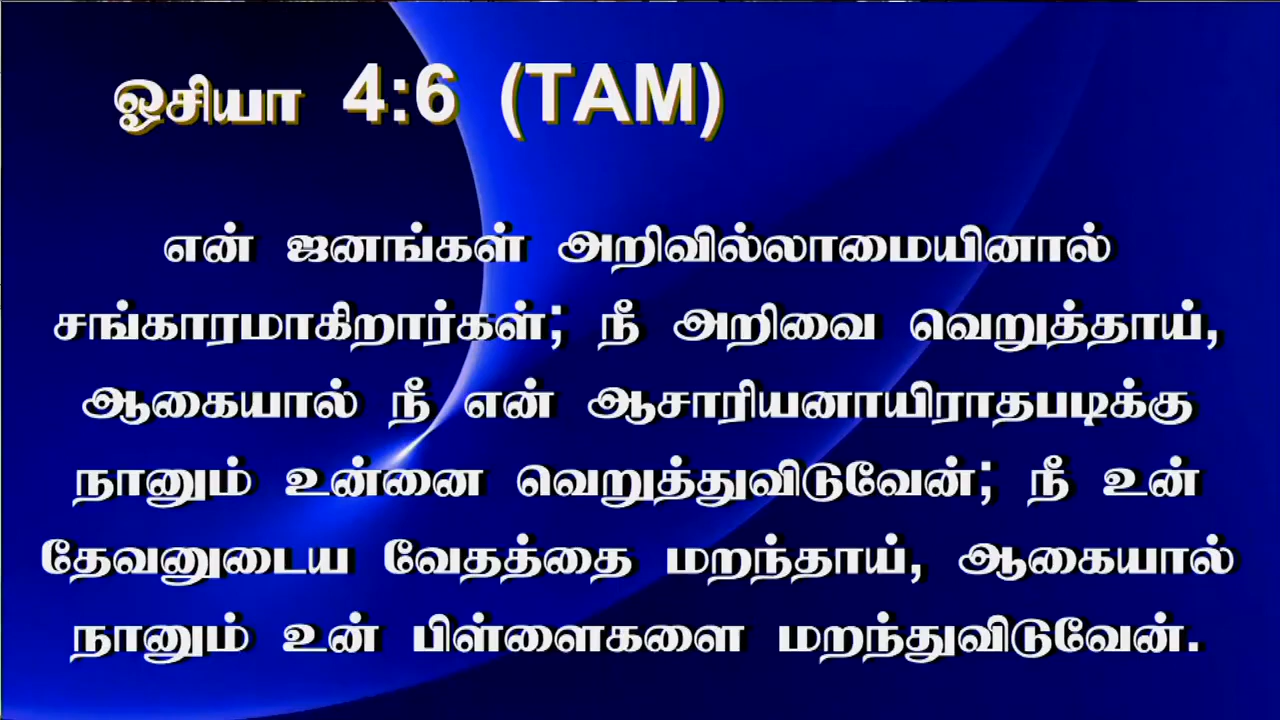 ஓசியா 4:6 (TAM)
என் ஜனங்கள் அறிவில்லாமையினால்
சங்காரமாகிறார்கள்; நீ அறிவை வெறுத்தாய்,
ஆகையால் நீ என் ஆசாரியனாயிராதபடிக்கு
நானும் உன்னை வெறுத்துவிடுவேன்; நீ உன்
தேவனுடைய வேதத்தை மறந்தாய், ஆகையால்
நானும் உன் பிள்ளைகளை மறந்துவிடுவேன்.